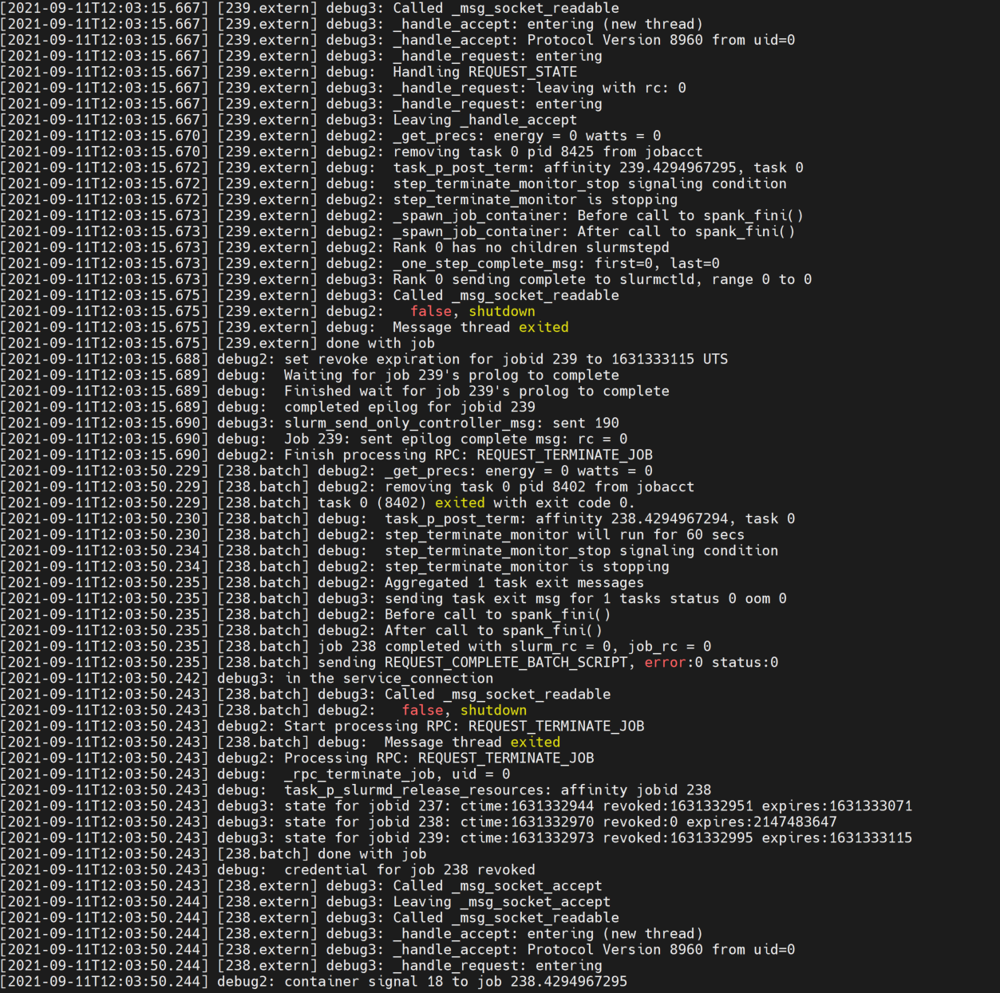 [2021-09-11T12:03:15.667] [239.extern] debug3: Called _msg_socket_readable
[2021-09-11T12:03:15.667] [239.extern] debug3: _handle_accept: entering (new thread)
[2021-09-11T12:03:15.667] [239.extern] debug3: _handle_accept: Protocol Version 8960 from uid=0
[2021-09-11T12:03:15.667] [239.extern] debug3: _handle_request: entering
[2021-09-11T12:03:15.667] [239.extern] debug:  Handling REQUEST_STATE
[2021-09-11T12:03:15.667] [239.extern] debug3: _handle_request: leaving with rc: 0
[2021-09-11T12:03:15.667] [239.extern] debug3: _handle_request: entering
[2021-09-11T12:03:15.667] [239.extern] debug3: Leaving _handle_accept
[2021-09-11T12:03:15.670] [239.extern] debug2: _get_precs: energy = 0 watts = 0
[2021-09-11T12:03:15.670] [239.extern] debug2: removing task 0 pid 8425 from jobacct
[2021-09-11T12:03:15.672] [239.extern] debug:  task_p_post_term: affinity 239.4294967295, task 0
[2021-09-11T12:03:15.672] [239.extern] debug:  step_terminate_monitor_stop signaling condition
[2021-09-11T12:03:15.672] [239.extern] debug2: step_terminate_monitor is stopping
[2021-09-11T12:03:15.673] [239.extern] debug2: _spawn_job_container: Before call to spank_fini()
[2021-09-11T12:03:15.673] [239.extern] debug2: _spawn_job_container: After call to spank_fini()
[2021-09-11T12:03:15.673] [239.extern] debug2: Rank 0 has no children slurmstepd
[2021-09-11T12:03:15.673] [239.extern] debug2: _one_step_complete_msg: first=0, last=0
[2021-09-11T12:03:15.673] [239.extern] debug3: Rank 0 sending complete to slurmctld, range 0 to 0
[2021-09-11T12:03:15.675] [239.extern] debug3: Called _msg_socket_readable
[2021-09-11T12:03:15.675] [239.extern] debug2:   false, shutdown
[2021-09-11T12:03:15.675] [239.extern] debug:  Message thread exited
[2021-09-11T12:03:15.675] [239.extern] done with job
[2021-09-11T12:03:15.688] debug2: set revoke expiration for jobid 239 to 1631333115 UTS
[2021-09-11T12:03:15.689] debug:  Waiting for job 239's prolog to complete
[2021-09-11T12:03:15.689] debug:  Finished wait for job 239's prolog to complete
[2021-09-11T12:03:15.689] debug:  completed epilog for jobid 239
[2021-09-11T12:03:15.690] debug3: slurm_send_only_controller_msg: sent 190
[2021-09-11T12:03:15.690] debug:  Job 239: sent epilog complete msg: rc = 0
[2021-09-11T12:03:15.690] debug2: Finish processing RPC: REQUEST_TERMINATE_JOB
[2021-09-11T12:03:50.229] [238.batch] debug2: _get_precs: energy = 0 watts = 0
[2021-09-11T12:03:50.229] [238.batch] debug2: removing task 0 pid 8402 from jobacct
[2021-09-11T12:03:50.229] [238.batch] task 0 (8402) exited with exit code 0.
[2021-09-11T12:03:50.230] [238.batch] debug:  task_p_post_term: affinity 238.4294967294, task 0
[2021-09-11T12:03:50.230] [238.batch] debug2: step_terminate_monitor will run for 60 secs
[2021-09-11T12:03:50.234] [238.batch] debug:  step_terminate_monitor_stop signaling condition
[2021-09-11T12:03:50.234] [238.batch] debug2: step_terminate_monitor is stopping
[2021-09-11T12:03:50.235] [238.batch] debug2: Aggregated 1 task exit messages
[2021-09-11T12:03:50.235] [238.batch] debug3: sending task exit msg for 1 tasks status 0 oom 0
[2021-09-11T12:03:50.235] [238.batch] debug2: Before call to spank_fini()
[2021-09-11T12:03:50.235] [238.batch] debug2: After call to spank_fini()
[2021-09-11T12:03:50.235] [238.batch] job 238 completed with slurm_rc = 0, job_rc = 0
[2021-09-11T12:03:50.235] [238.batch] sending REQUEST_COMPLETE_BATCH_SCRIPT, error:0 status:0
[2021-09-11T12:03:50.242] debug3: in the service_connection
[2021-09-11T12:03:50.243] [238.batch] debug3: Called _msg_socket_readable
[2021-09-11T12:03:50.243] [238.batch] debug2:   false, shutdown
[2021-09-11T12:03:50.243] debug2: Start processing RPC: REQUEST_TERMINATE_JOB
[2021-09-11T12:03:50.243] [238.batch] debug:  Message thread exited
[2021-09-11T12:03:50.243] debug2: Processing RPC: REQUEST_TERMINATE_JOB
[2021-09-11T12:03:50.243] debug:  _rpc_terminate_job, uid = 0
[2021-09-11T12:03:50.243] debug:  task_p_slurmd_release_resources: affinity jobid 238
[2021-09-11T12:03:50.243] debug3: state for jobid 237: ctime:1631332944 revoked:1631332951 expires:1631333071
[2021-09-11T12:03:50.243] debug3: state for jobid 238: ctime:1631332970 revoked:0 expires:2147483647
[2021-09-11T12:03:50.243] debug3: state for jobid 239: ctime:1631332973 revoked:1631332995 expires:1631333115
[2021-09-11T12:03:50.243] [238.batch] done with job
[2021-09-11T12:03:50.243] debug:  credential for job 238 revoked
[2021-09-11T12:03:50.243] [238.extern] debug3: Called _msg_socket_accept
[2021-09-11T12:03:50.244] [238.extern] debug3: Leaving _msg_socket_accept
[2021-09-11T12:03:50.244] [238.extern] debug3: Called _msg_socket_readable
[2021-09-11T12:03:50.244] [238.extern] debug3: _handle_accept: entering (new thread)
[2021-09-11T12:03:50.244] [238.extern] debug3: _handle_accept: Protocol Version 8960 from uid=0
[2021-09-11T12:03:50.244] [238.extern] debug3: _handle_request: entering
[2021-09-11T12:03:50.244] debug2: container signal 18 to job 238.4294967295